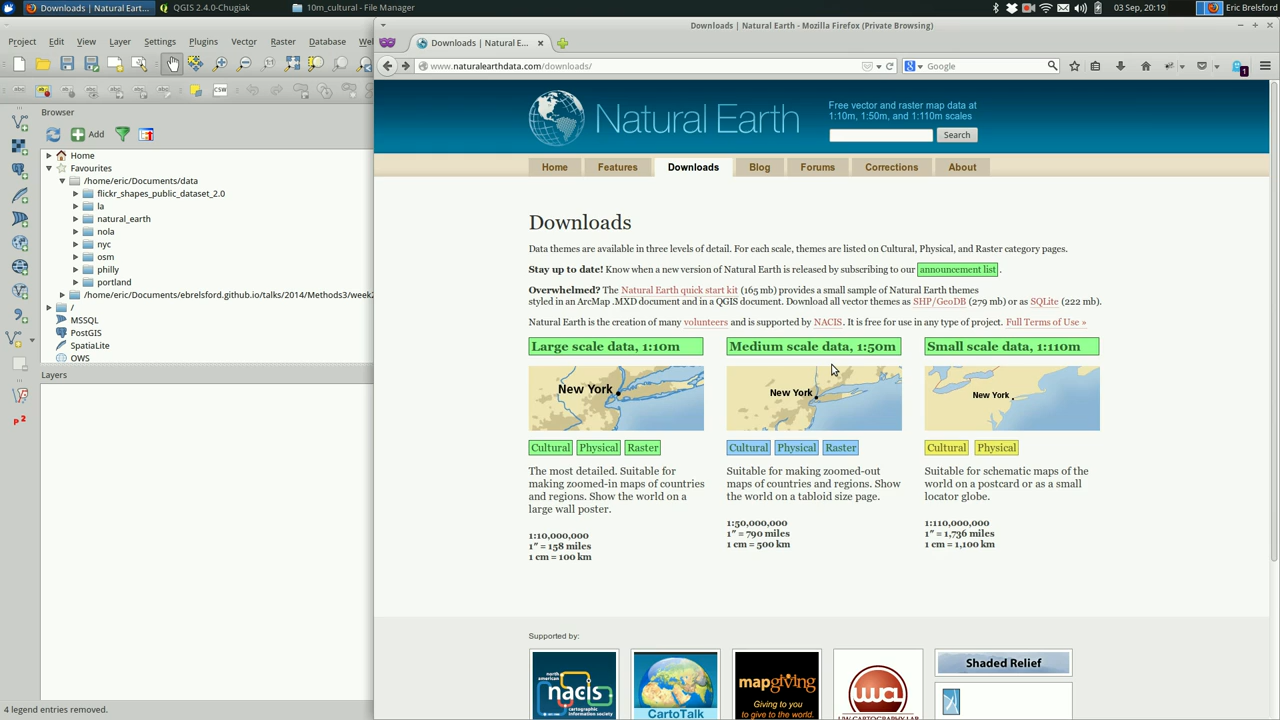 Downloads | Natural Eart...
QGIS 2.4.0-Chugiak
10m_cultural - File Manager
03 Sep, 20:19
Eric Brelsford
Project Edit View Layer Settings Plugins Vector Raster Database We
CSW
Browser
Add
Home
Favourites
/home/eric/Documents/data
flickr_shapes_public_dataset_2.0
la
natural_earth
nola
nyc
osm
philly
portland
/home/eric/Documents/ebrelsford.github.io/talks/2014/Methods3/week2
/
MSSQL
PostGIS
SpatiaLite
OWS
Layers
4 legend entries removed.
Downloads | Natural Earth - Mozilla Firefox (Private Browsing)
Downloads | Natural E...
www.naturalearthdata.com/downloads/
Google
1
Natural Earth
Free vector and raster map data at
1:10m, 1:50m, and 1:110m scales
Search
Home Features Downloads Blog Forums Corrections About
Downloads
Data themes are available in three levels of detail. For each scale, themes are listed on Cultural, Physical, and Raster category pages.
Stay up to date! Know when a new version of Natural Earth is released by subscribing to our announcement list.
Overwhelmed? The Natural Earth quick start kit (165 mb) provides a small sample of Natural Earth themes
styled in an ArcMap .MXD document and in a QGIS document. Download all vector themes as SHP/GeoDB (279 mb) or as SQLite (222 mb).
Natural Earth is the creation of many volunteers and is supported by NACIS. It is free for use in any type of project. Full Terms of Use »
Large scale data, 1:10m
New York
Cultural Physical Raster
The most detailed. Suitable for
making zoomed-in maps of countries
and regions. Show the world on a
large wall poster.
1:10,000,000
1″ = 158 miles
1 cm = 100 km
Medium scale data, 1:50m
New York
Cultural Physical Raster
Suitable for making zoomed-out
maps of countries and regions. Show
the world on a tabloid size page.
1:50,000,000
1″ = 790 miles
1 cm = 500 km
Small scale data, 1:110m
New York
Cultural Physical
Suitable for schematic maps of the
world on a postcard or as a small
locator globe.
1:110,000,000
1″ = 1,736 miles
1 cm = 1,100 km
Supported by:
north
american
nacis
cartographic
information society
CartoTalk
mapgiving
Giving to you
to give to the world.
Shaded Relief